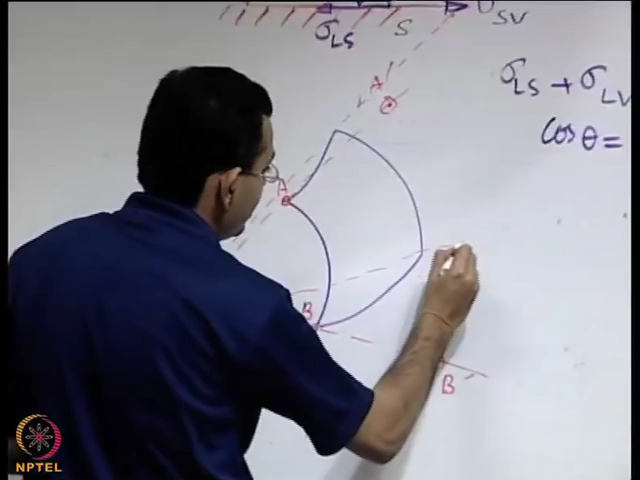 σLS S σSV
σLS + σLV
cos θ =
A
A
B
B
NPTEL